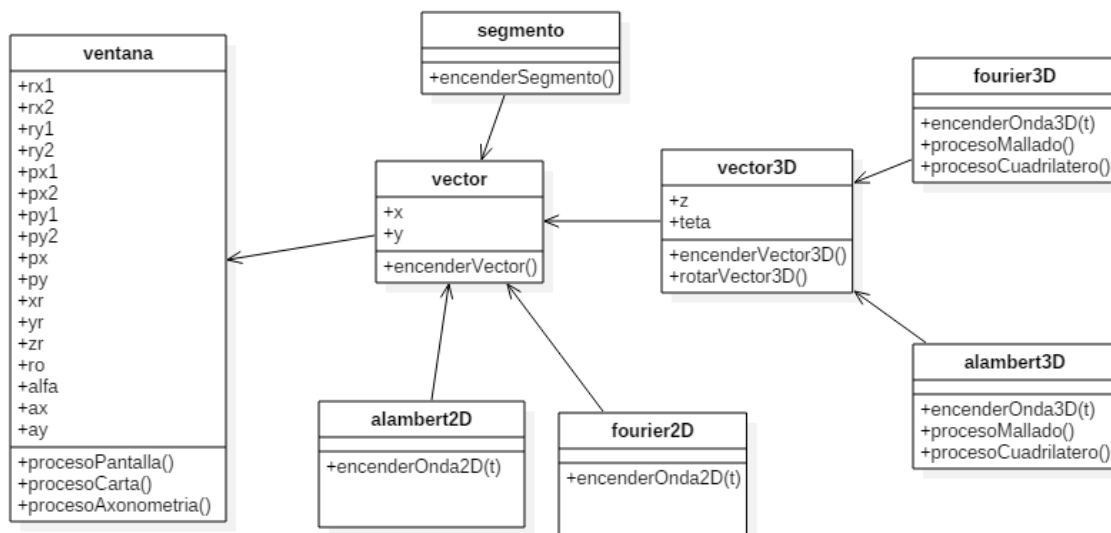 ventana
+rx1
+rx2
+ry1
+ry2
+px1
+px2
+py1
+py2
+px
+py
+xr
+yr
+zr
+ro
+alfa
+ax
+ay
+procesoPantalla()
+procesoCarta()
+procesoAxonometria()
segmento
+encenderSegmento()
vector
+x
+y
+encenderVector()
alambert2D
+encenderOnda2D(t)
fourier2D
+encenderOnda2D(t)
vector3D
+z
+teta
+encenderVector3D()
+rotarVector3D()
fourier3D
+encenderOnda3D(t)
+procesoMallado()
+procesoCuadrilatero()
alambert3D
+encenderOnda3D(t)
+procesoMallado()
+procesoCuadrilatero()